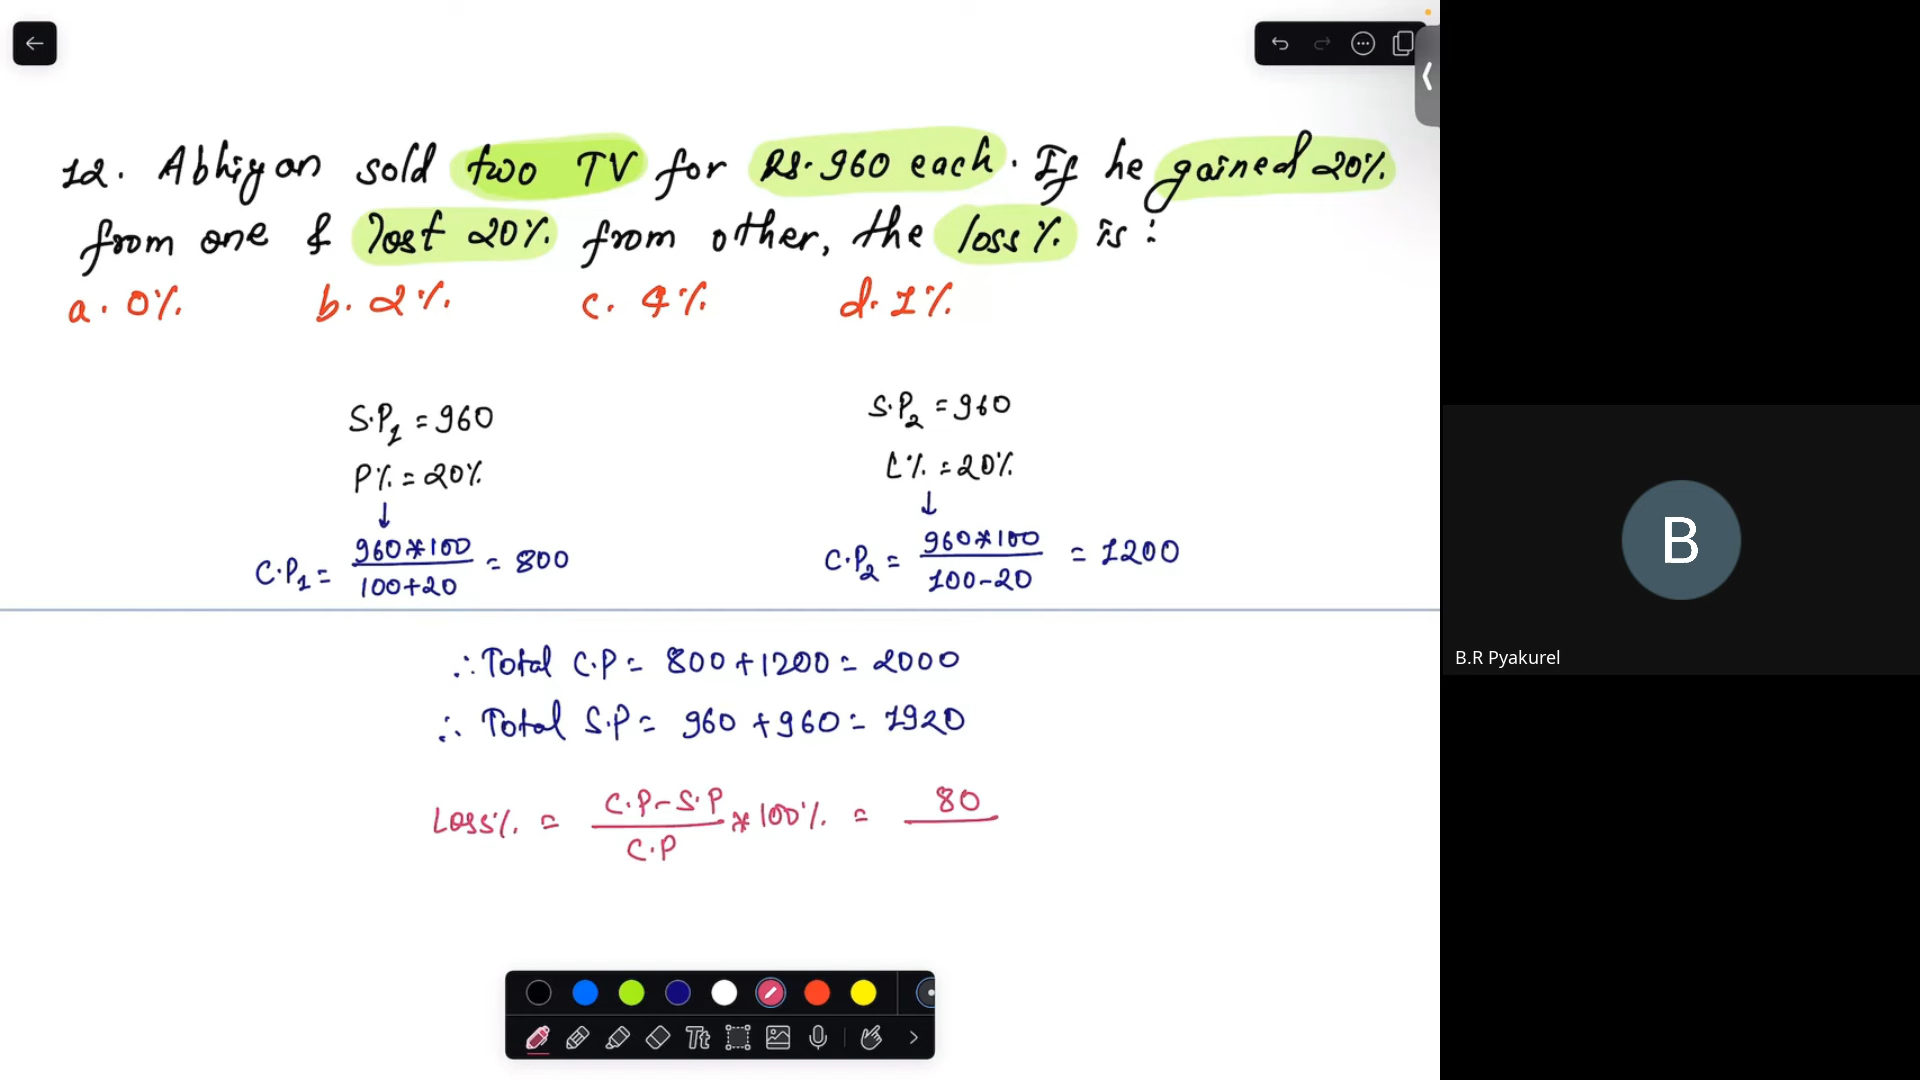 12. Abhiyan sold two TV for Rs. 960 each. If he gained 20%
from one & lost 20% from other, the loss % is :
a. 0% b. 2% c. 4% d. 1%
S.P₁ = 960
P% = 20%
↓
C.P₁ = 960*100 / 100+20 = 800
S.P₂ = 960
L% = 20%
↓
C.P₂ = 960*100 / 100-20 = 1200
∴ Total C.P = 800 + 1200 = 2000
∴ Total S.P = 960 + 960 = 1920
Loss% = C.P - S.P / C.P * 100% = 80
Tt
B
B.R Pyakurel